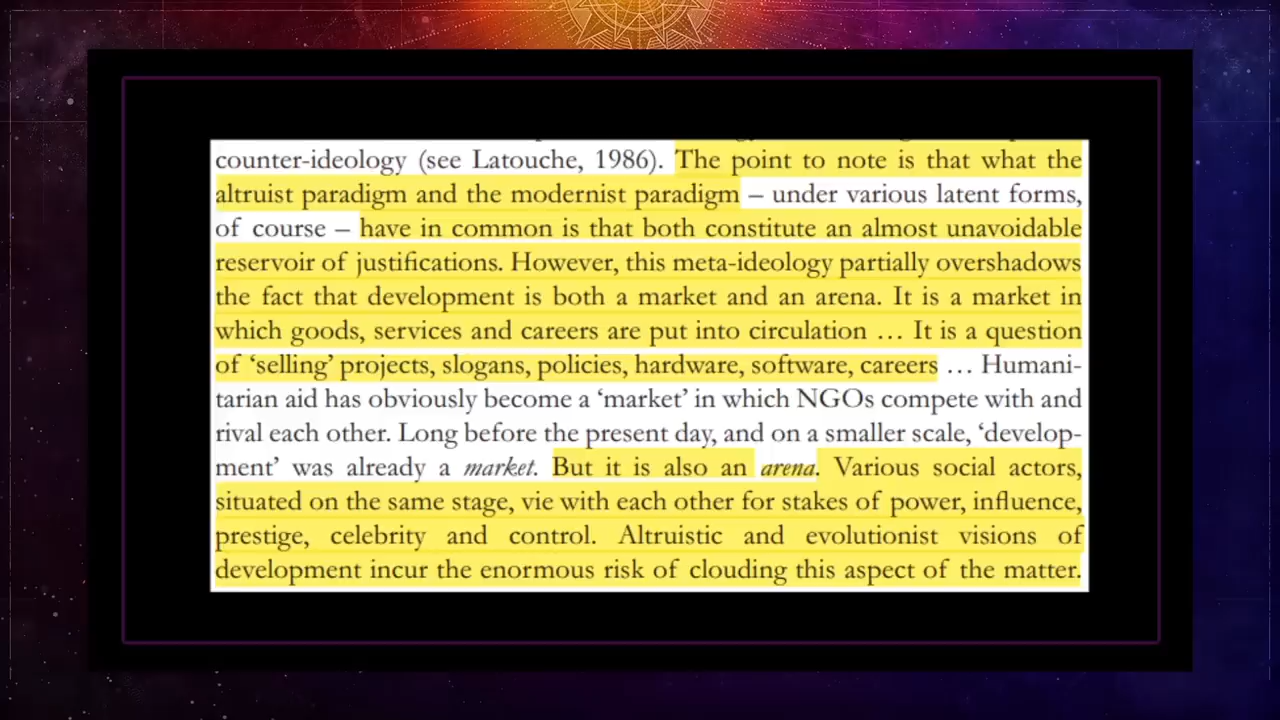 counter-ideology (see Latouche, 1986). The point to note is that what the
altruist paradigm and the modernist paradigm – under various latent forms,
of course – have in common is that both constitute an almost unavoidable
reservoir of justifications. However, this meta-ideology partially overshadows
the fact that development is both a market and an arena. It is a market in
which goods, services and careers are put into circulation … It is a question
of ‘selling’ projects, slogans, policies, hardware, software, careers … Humani-
tarian aid has obviously become a ‘market’ in which NGOs compete with and
rival each other. Long before the present day, and on a smaller scale, ‘develop-
ment’ was already a market. But it is also an arena. Various social actors,
situated on the same stage, vie with each other for stakes of power, influence,
prestige, celebrity and control. Altruistic and evolutionist visions of
development incur the enormous risk of clouding this aspect of the matter.